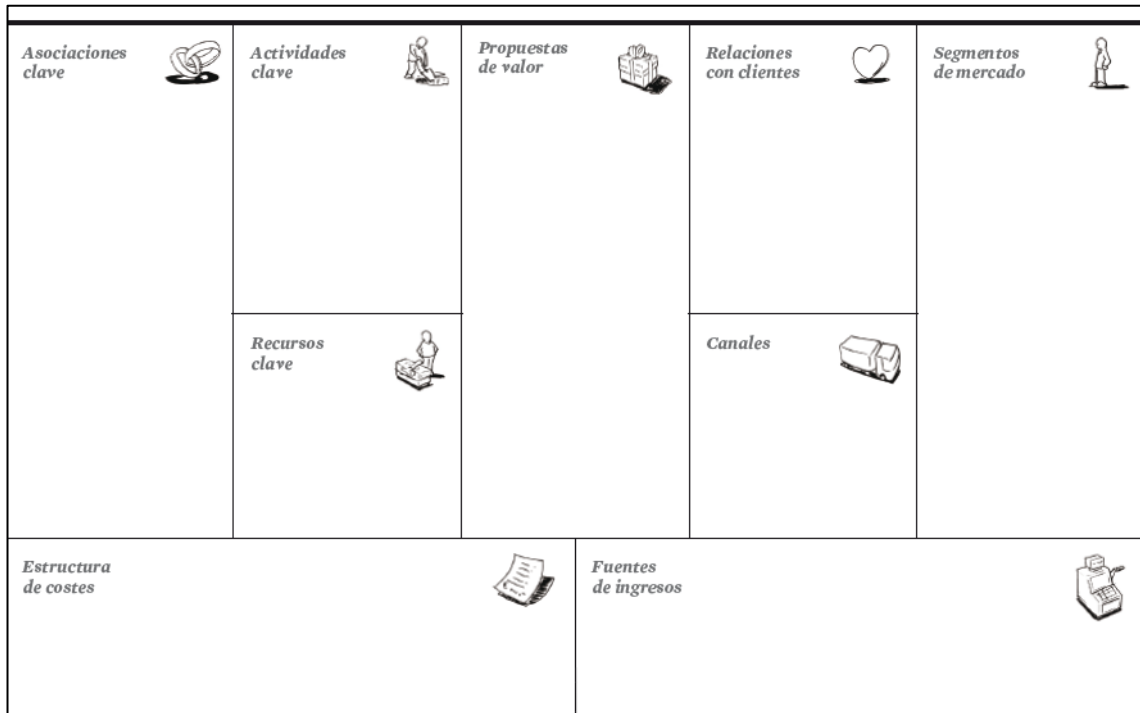 Asociaciones
clave
Actividades
clave
Propuestas
de valor
Relaciones
con clientes
Segmentos
de mercado
Recursos
clave
Canales
Estructura
de costes
Fuentes
de ingresos